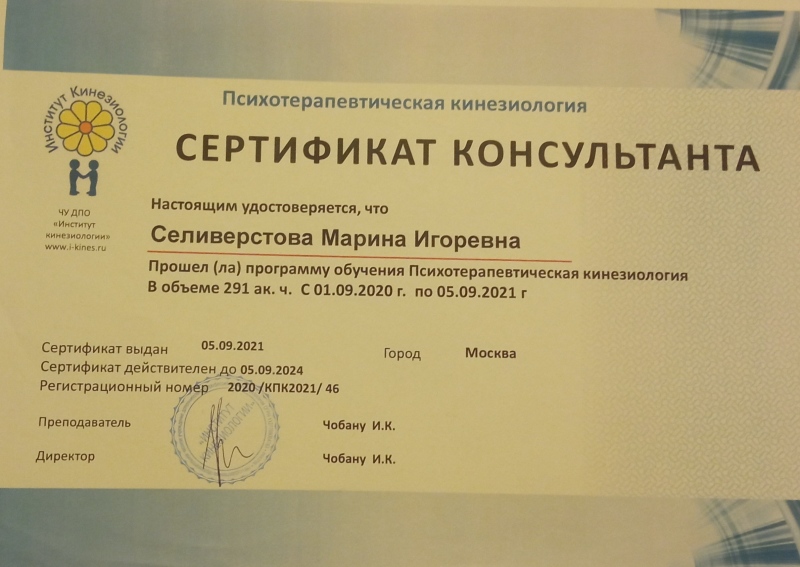 Психотерапевтическая кинезиология
Институт Кинезиологии
СЕРТИФИКАТ КОНСУЛЬТАНТА
ЧУ ДПО
«Институт
кинезиологии»
www.i-kines.ru
Настоящим удостоверяется, что
Селиверстова Марина Игоревна
Прошел (ла) программу обучения Психотерапевтическая кинезиология
В объеме 291 ак. ч. С 01.09.2020 г. по 05.09.2021 г
Сертификат выдан 05.09.2021 Город Москва
Сертификат действителен до 05.09.2024
Регистрационный номер 2020 /КПК2021/ 46
Преподаватель Чобану И.К.
Директор Чобану И.К.